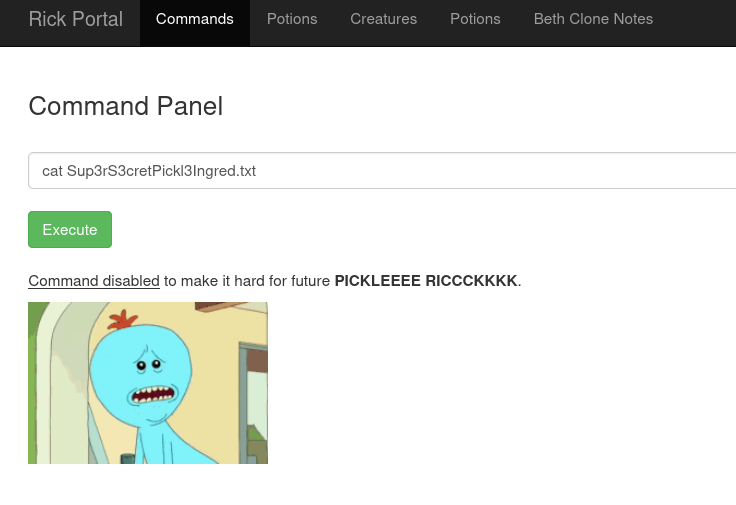 Rick Portal Commands Potions Creatures Potions Beth Clone Notes
Command Panel
cat Sup3rS3cretPickl3Ingred.txt
Execute
Command disabled to make it hard for future PICKLEEEE RICCCKKKK.